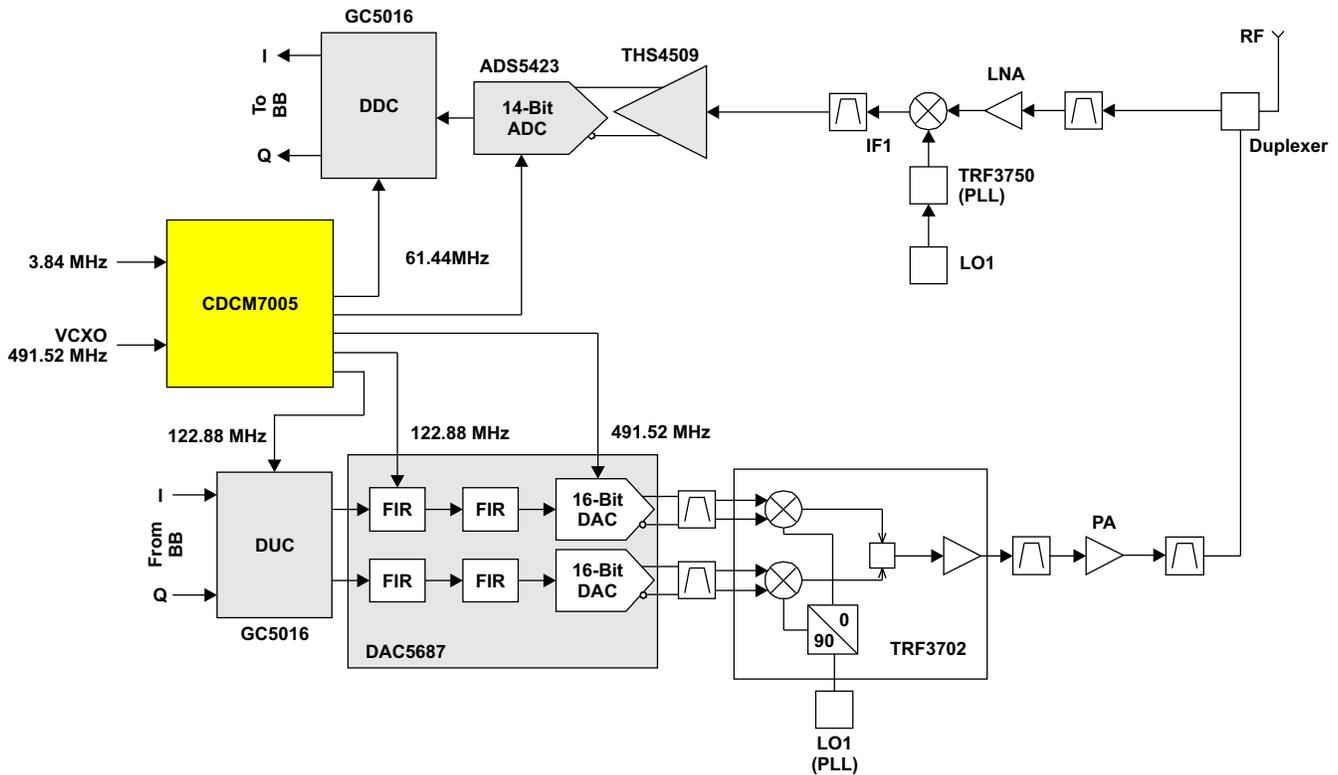 GC5016
I
To
BB
Q
DDC
ADS5423
14-Bit
ADC
THS4509
LNA
RF
IF1
Duplexer
TRF3750
(PLL)
LO1
61.44MHz
3.84 MHz
CDCM7005
VCXO
491.52 MHz
122.88 MHz
122.88 MHz
491.52 MHz
I
From
BB
Q
DUC
GC5016
FIR
FIR
16-Bit
DAC
FIR
FIR
16-Bit
DAC
DAC5687
0
90
TRF3702
PA
LO1
(PLL)